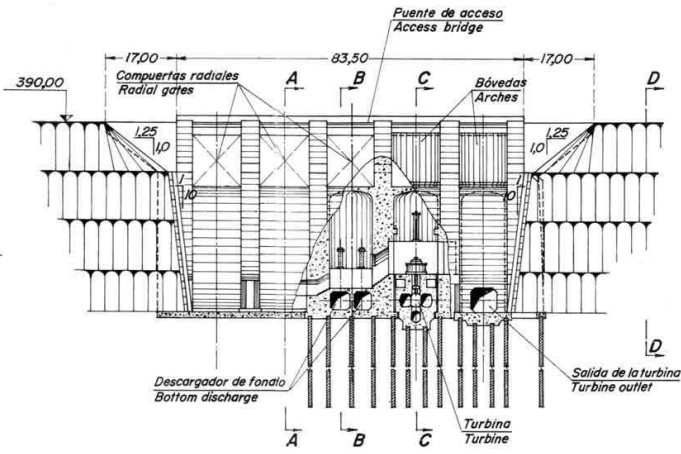 Puente de acceso
Access bridge
17,00
83,50
17,00
390,00
Compuertas radiales
Radial gates
A
B
C
Bóvedas
Arches
D
1,25
1,0
1,25
1,0
1
10
1
10
D
Descargador de fondo
Bottom discharge
Salida de la turbina
Turbine outlet
Turbina
Turbine
A
B
C